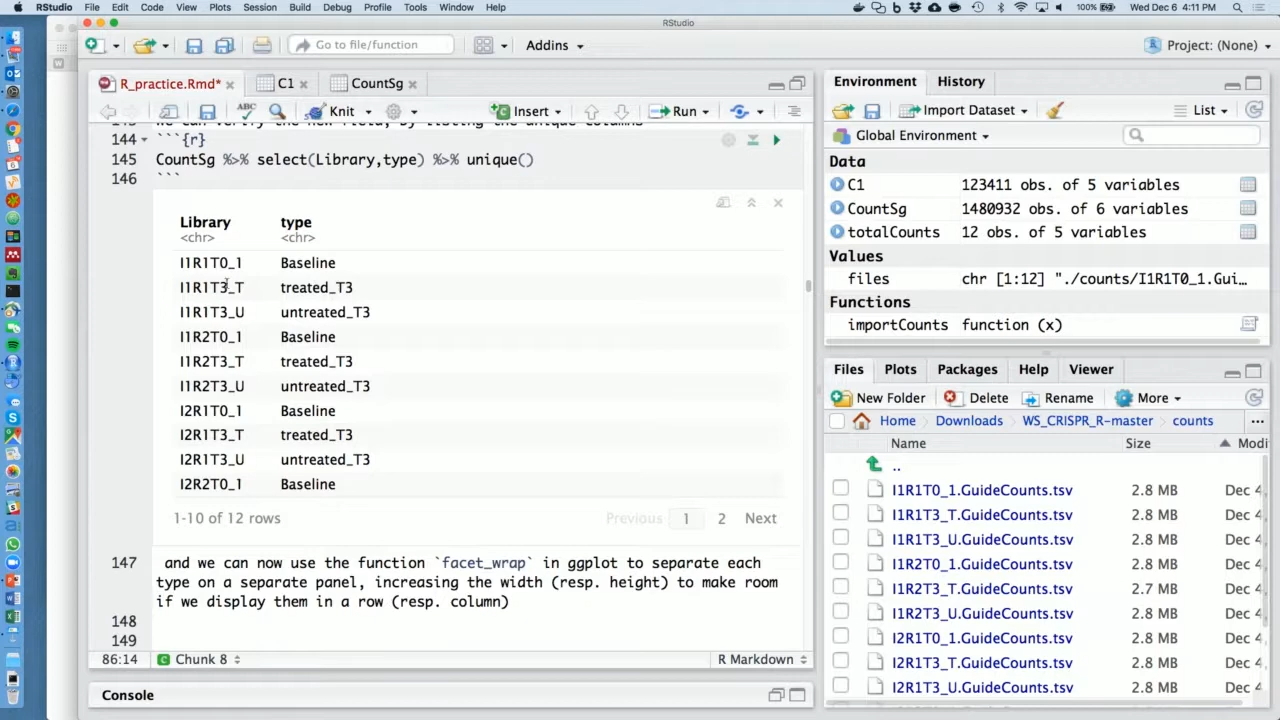 RStudio File Edit Code View Plots Session Build Debug Profile Tools Window Help 100% Wed Dec 6 4:11 PM
RStudio
Go to file/function Addins Project: (None)
R_practice.Rmd* C1 CountSg
ABC Knit Insert Run
144 ```{r}
145 CountSg %>% select(Library,type) %>% unique()
146 ```
Library type
<chr> <chr>
I1R1T0_1 Baseline
I1R1T3_T treated_T3
I1R1T3_U untreated_T3
I1R2T0_1 Baseline
I1R2T3_T treated_T3
I1R2T3_U untreated_T3
I2R1T0_1 Baseline
I2R1T3_T treated_T3
I2R1T3_U untreated_T3
I2R2T0_1 Baseline
1-10 of 12 rows Previous 1 2 Next
147 and we can now use the function `facet_wrap` in ggplot to separate each
type on a separate panel, increasing the width (resp. height) to make room
if we display them in a row (resp. column)
148
149
86:14 C Chunk 8 R Markdown
Console
Environment History
Import Dataset List
Global Environment
Data
C1 123411 obs. of 5 variables
CountSg 1480932 obs. of 6 variables
totalCounts 12 obs. of 5 variables
Values
files chr [1:12] "./counts/I1R1T0_1.Gui...
Functions
importCounts function (x)
Files Plots Packages Help Viewer
New Folder Delete Rename More
Home Downloads WS_CRISPR_R-master counts ...
Name Size Modi
..
I1R1T0_1.GuideCounts.tsv 2.8 MB Dec 4
I1R1T3_T.GuideCounts.tsv 2.8 MB Dec 4
I1R1T3_U.GuideCounts.tsv 2.8 MB Dec 4
I1R2T0_1.GuideCounts.tsv 2.8 MB Dec 4
I1R2T3_T.GuideCounts.tsv 2.7 MB Dec 4
I1R2T3_U.GuideCounts.tsv 2.8 MB Dec 4
I2R1T0_1.GuideCounts.tsv 2.8 MB Dec 4
I2R1T3_T.GuideCounts.tsv 2.8 MB Dec 4
I2R1T3_U.GuideCounts.tsv 2.8 MB Dec 4